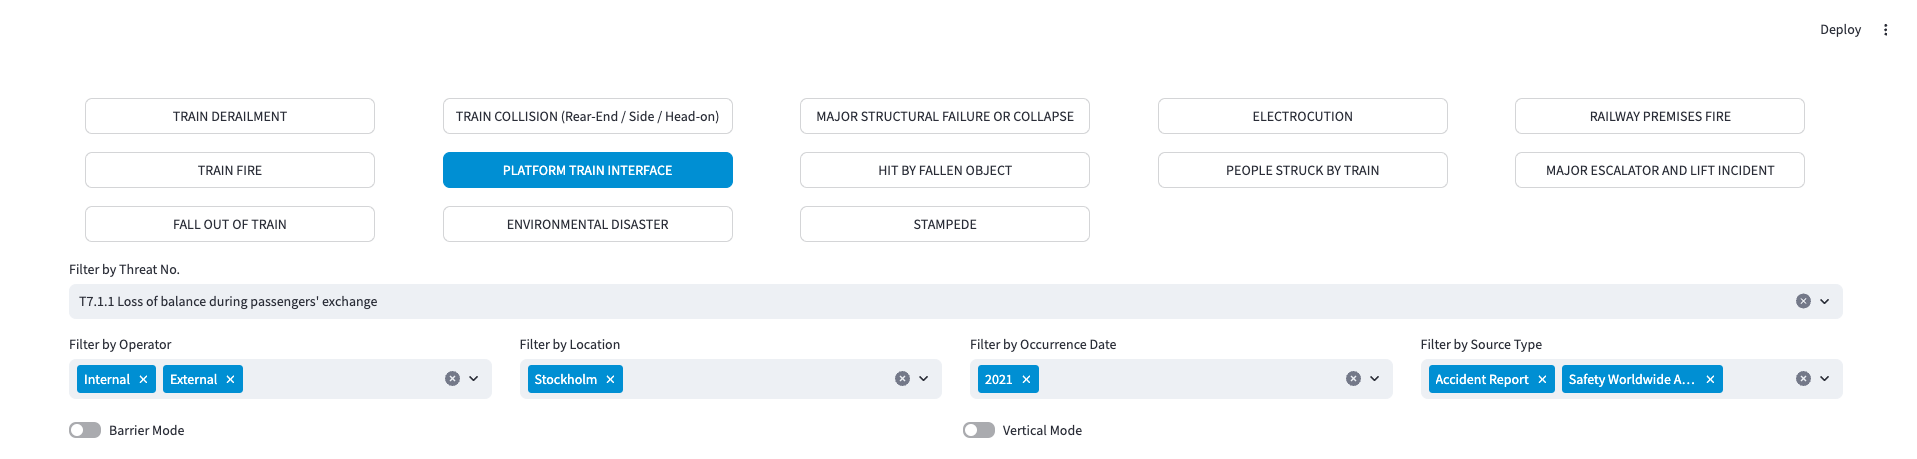 Deploy
TRAIN DERAILMENT
TRAIN COLLISION (Rear-End / Side / Head-on)
MAJOR STRUCTURAL FAILURE OR COLLAPSE
ELECTROCUTION
RAILWAY PREMISES FIRE
TRAIN FIRE
PLATFORM TRAIN INTERFACE
HIT BY FALLEN OBJECT
PEOPLE STRUCK BY TRAIN
MAJOR ESCALATOR AND LIFT INCIDENT
FALL OUT OF TRAIN
ENVIRONMENTAL DISASTER
STAMPEDE
Filter by Threat No.
T7.1.1 Loss of balance during passengers' exchange
Filter by Operator
Internal
External
Filter by Location
Stockholm
Filter by Occurrence Date
2021
Filter by Source Type
Accident Report
Safety Worldwide A...
Barrier Mode
Vertical Mode